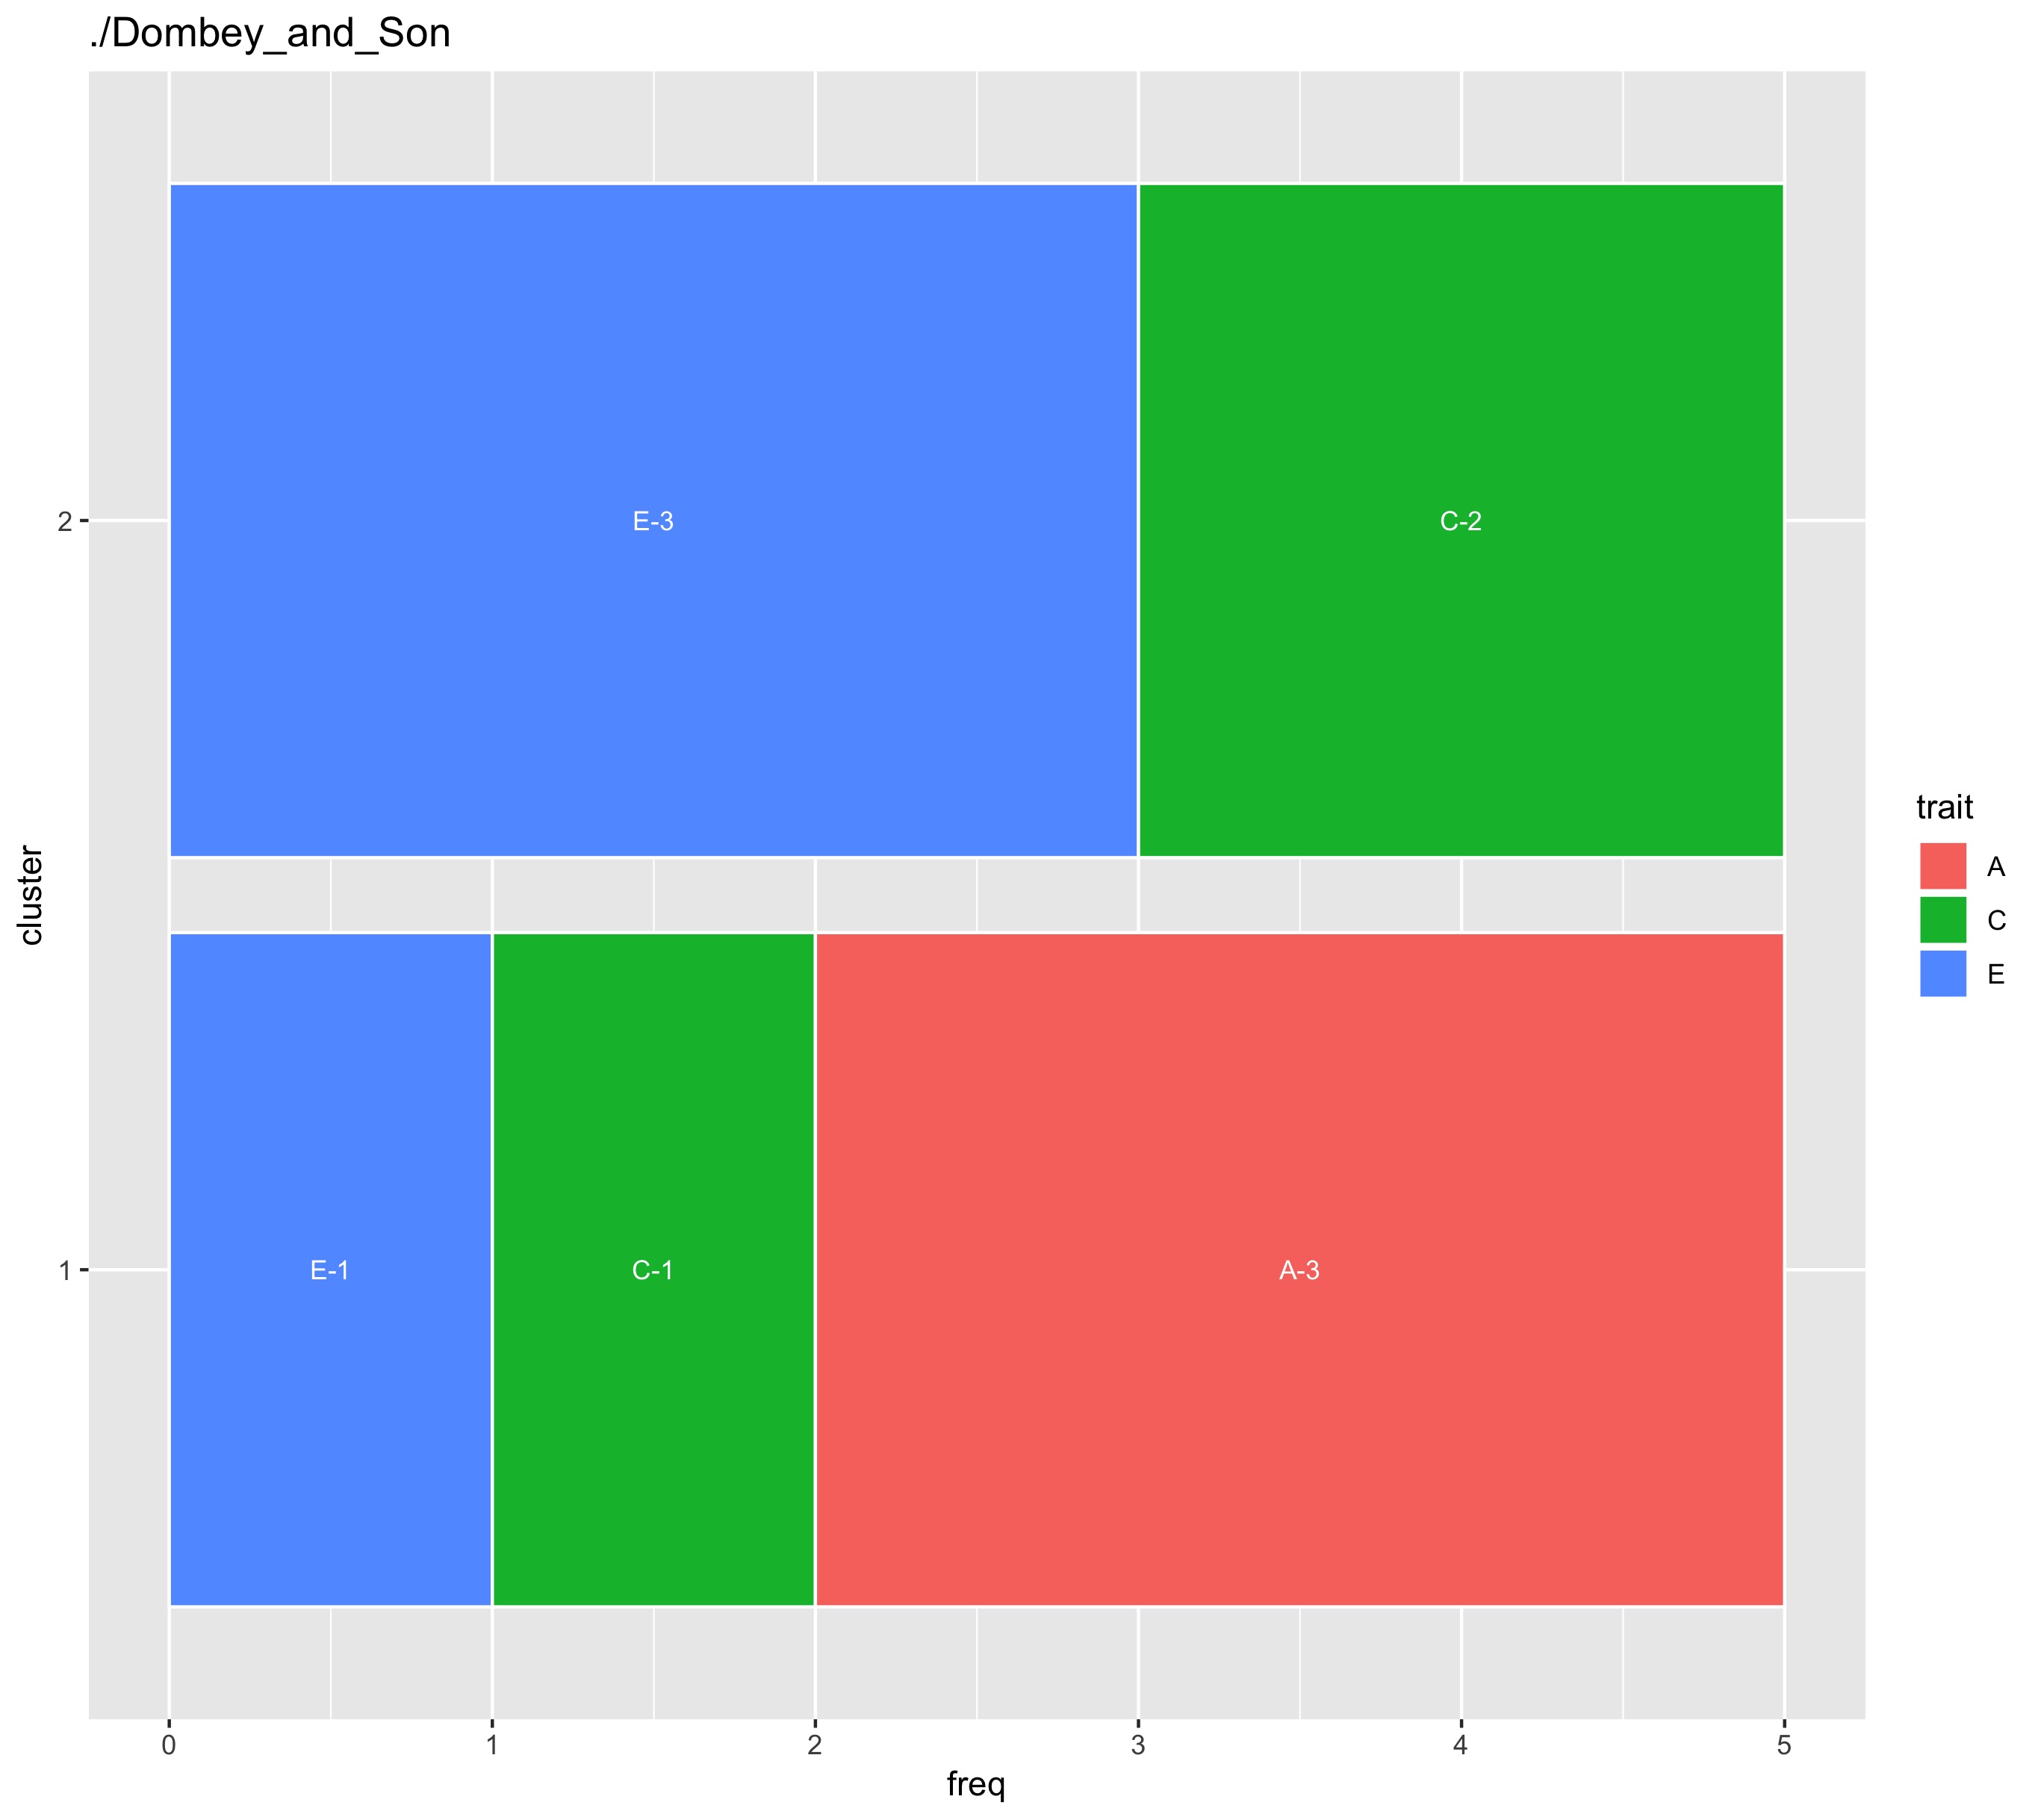 ./Dombey_and_Son
2
E-3
C-2
cluster
trait
A
C
E
1
E-1
C-1
A-3
0 1 2 3 4 5
freq